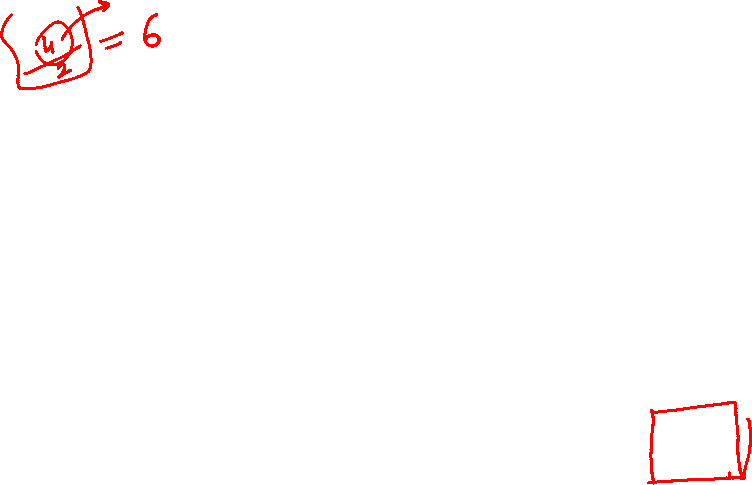 4/2 = 6